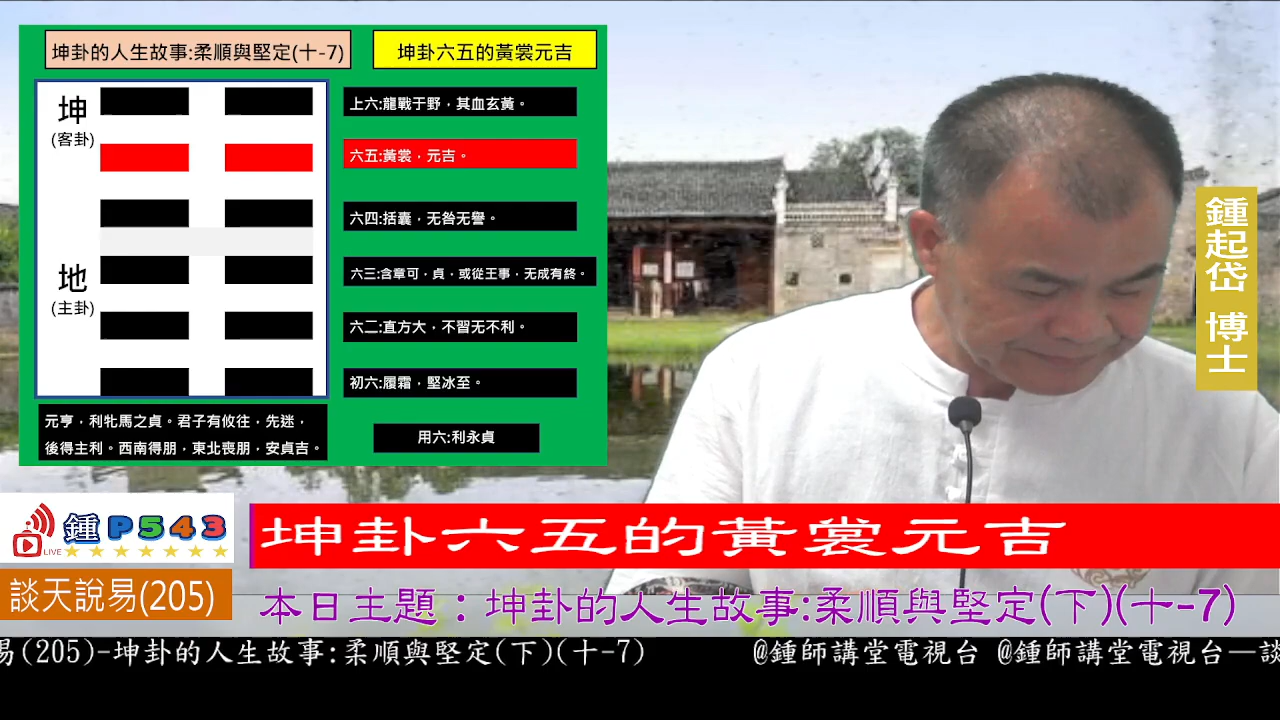 坤卦的人生故事:柔順與堅定(十-7)
坤卦六五的黃裳元吉
坤
(客卦)
地
(主卦)
上六:龍戰于野，其血玄黃。
六五:黃裳，元吉。
六四:括囊，无咎无譽。
六三:含章可，貞，或從王事，无成有終。
六二:直方大，不習无不利。
初六:履霜，堅冰至。
用六:利永貞
元亨，利牝馬之貞。君子有攸往，先迷，
後得主利。西南得朋，東北喪朋，安貞吉。
鍾起岱 博士
LIVE
鍾P543
坤卦六五的黃裳元吉
談天說易(205)
本日主題：坤卦的人生故事:柔順與堅定(下)(十-7)
易(205)-坤卦的人生故事:柔順與堅定(下)(十-7) @鍾師講堂電視台 @鍾師講堂電視台—談